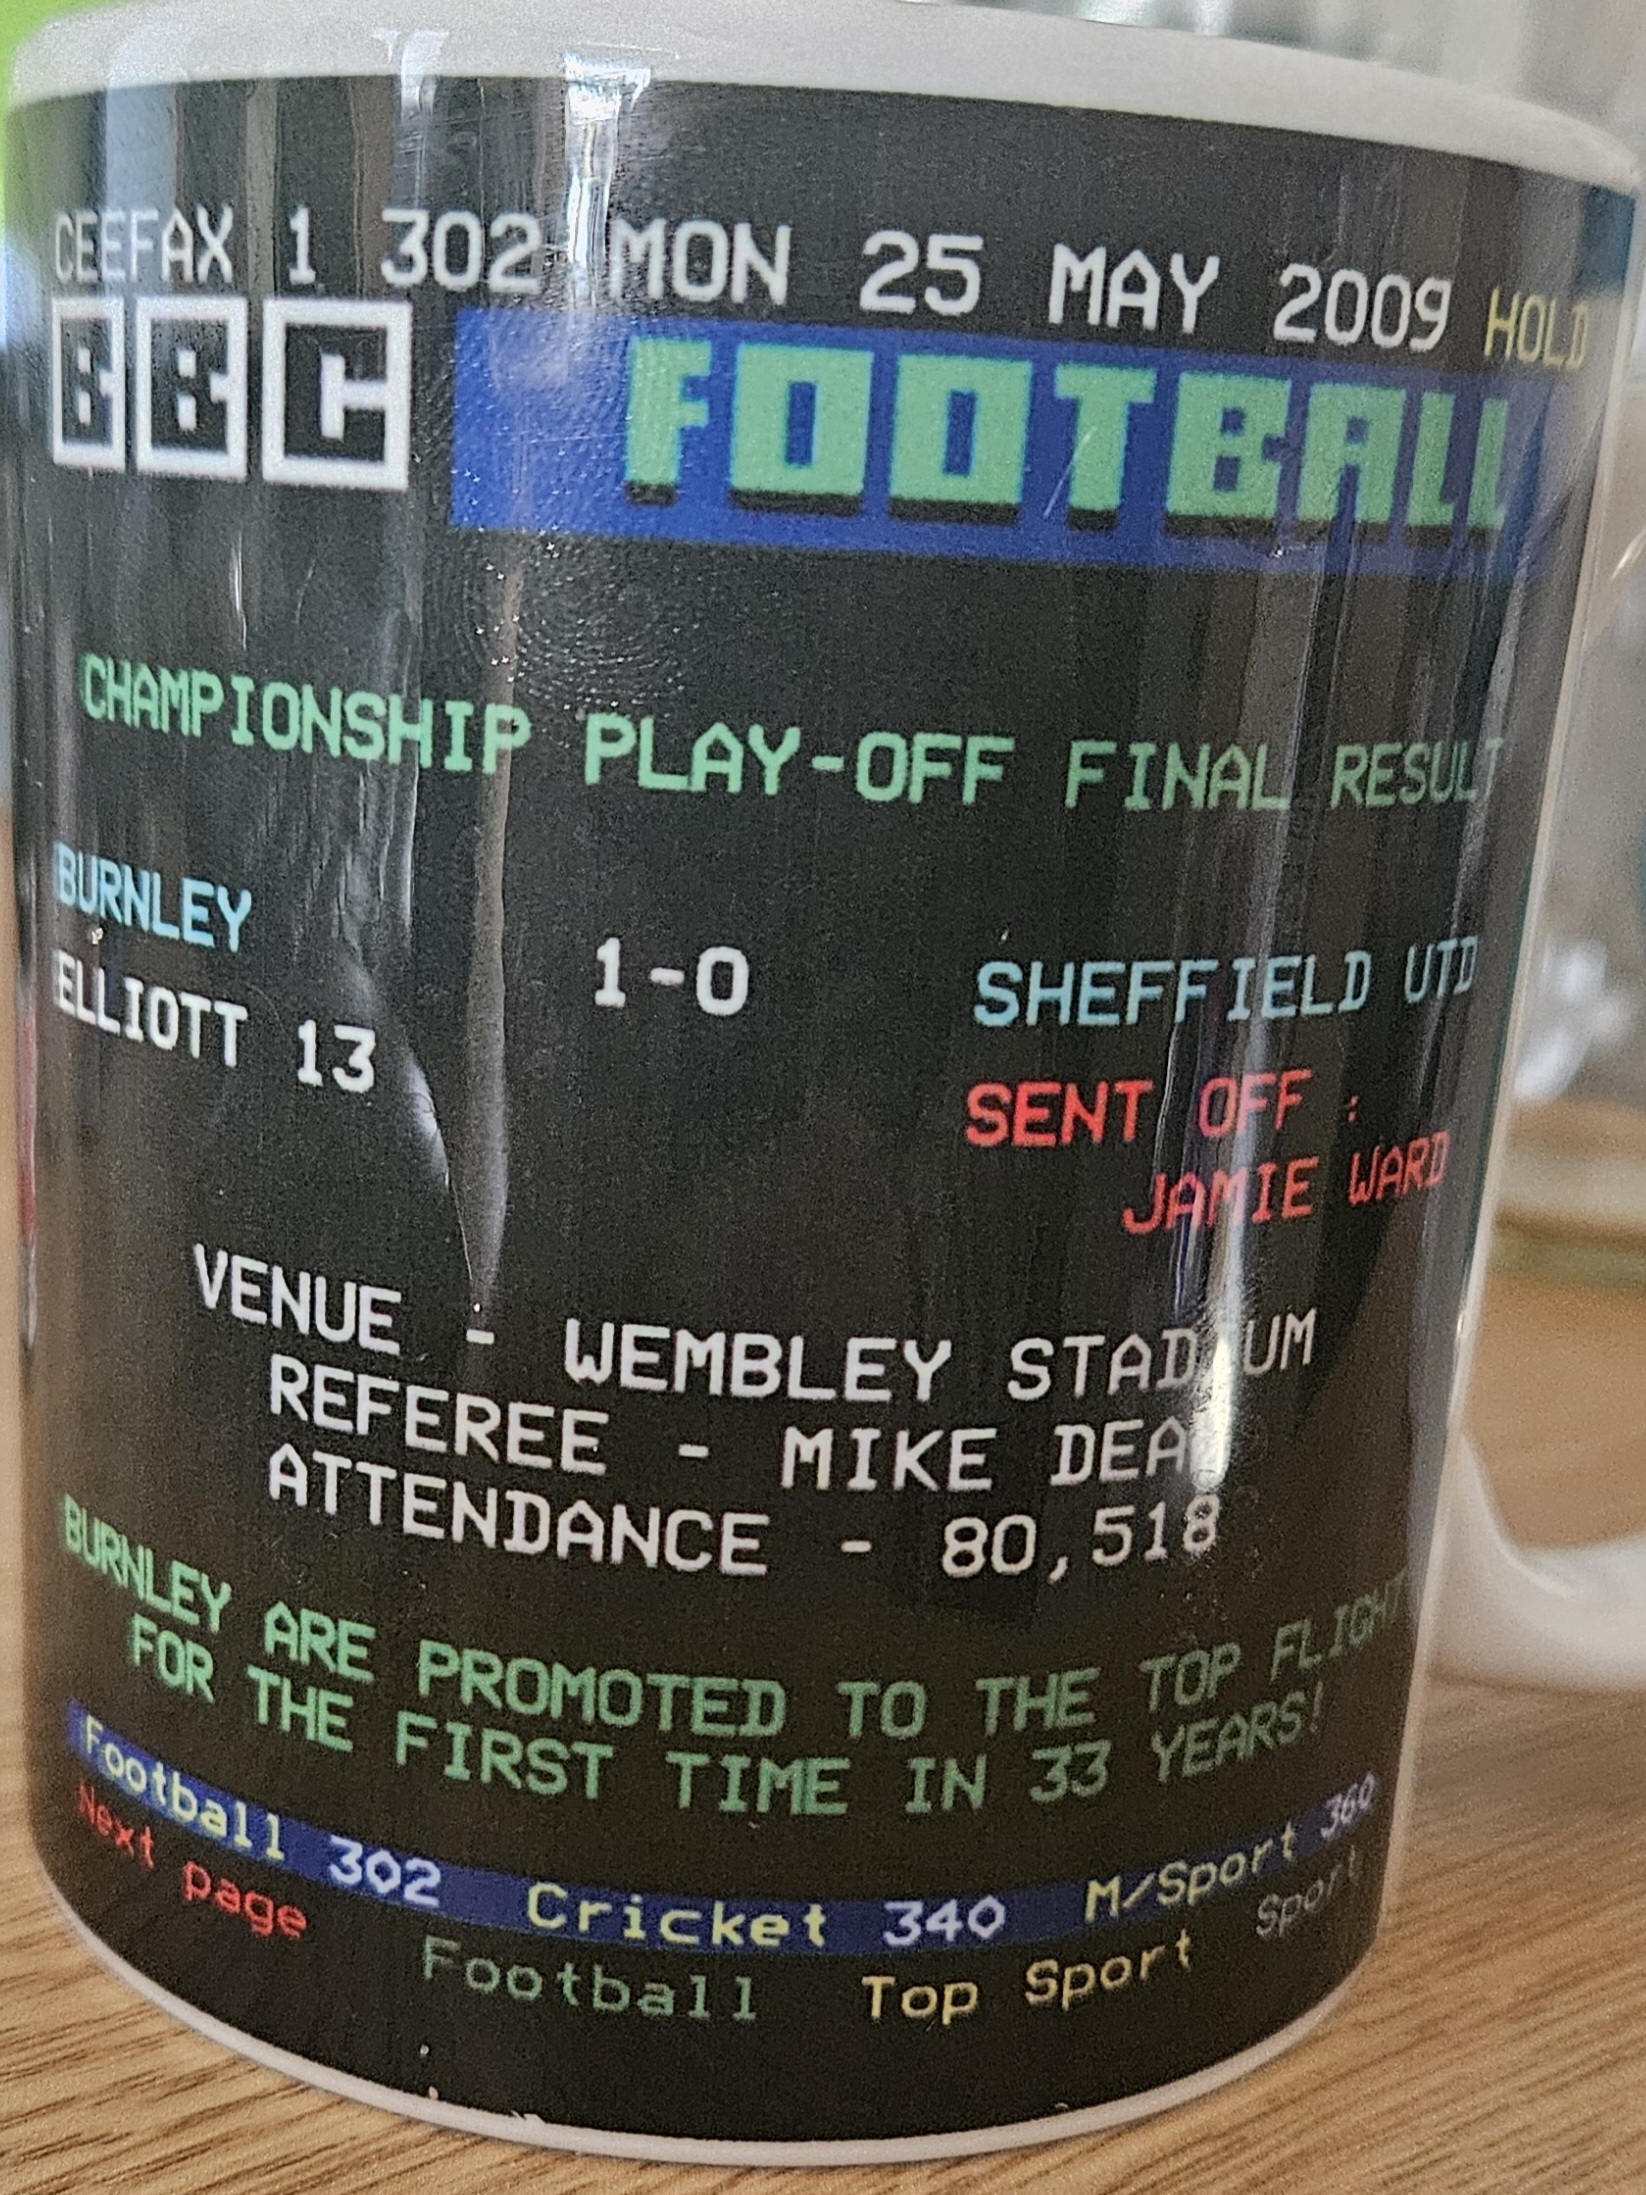 CEEFAX 1 302 MON 25 MAY 2009 HOLD
BBC FOOTBALL
CHAMPIONSHIP PLAY-OFF FINAL RESULT
BURNLEY 1-0 SHEFFIELD UTD
ELLIOTT 13 SENT OFF :
JAMIE WARD
VENUE - WEMBLEY STADIUM
REFEREE - MIKE DEAN
ATTENDANCE - 80,518
BURNLEY ARE PROMOTED TO THE TOP FLIGHT
FOR THE FIRST TIME IN 33 YEARS!
Football 302 Cricket 340 M/Sport 360
Next page Football Top Sport Sport